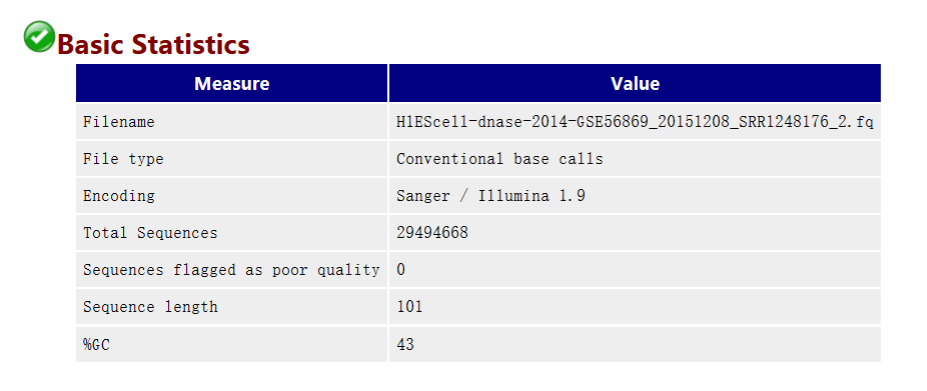 Basic Statistics
Measure Value
Filename H1EScell-dnase-2014-GSE56869_20151208_SRR1248176_2.fq
File type Conventional base calls
Encoding Sanger / Illumina 1.9
Total Sequences 29494668
Sequences flagged as poor quality 0
Sequence length 101
%GC 43